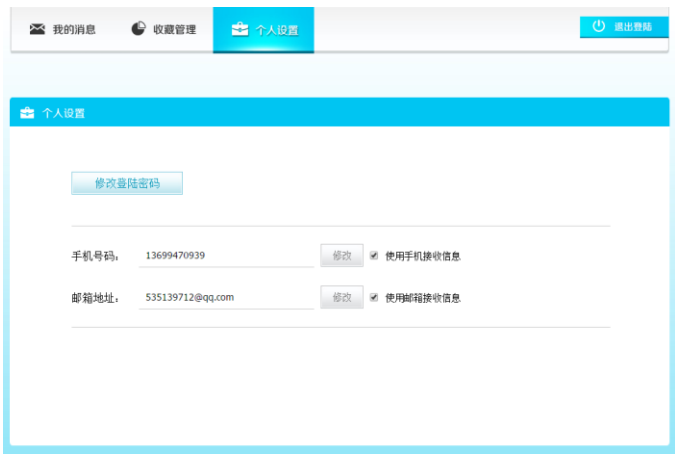 我的消息 收藏管理 个人设置 退出登陆
个人设置
修改登陆密码
手机号码： 13699470939 修改 使用手机接收信息
邮箱地址： 535139712@qq.com 修改 使用邮箱接收信息